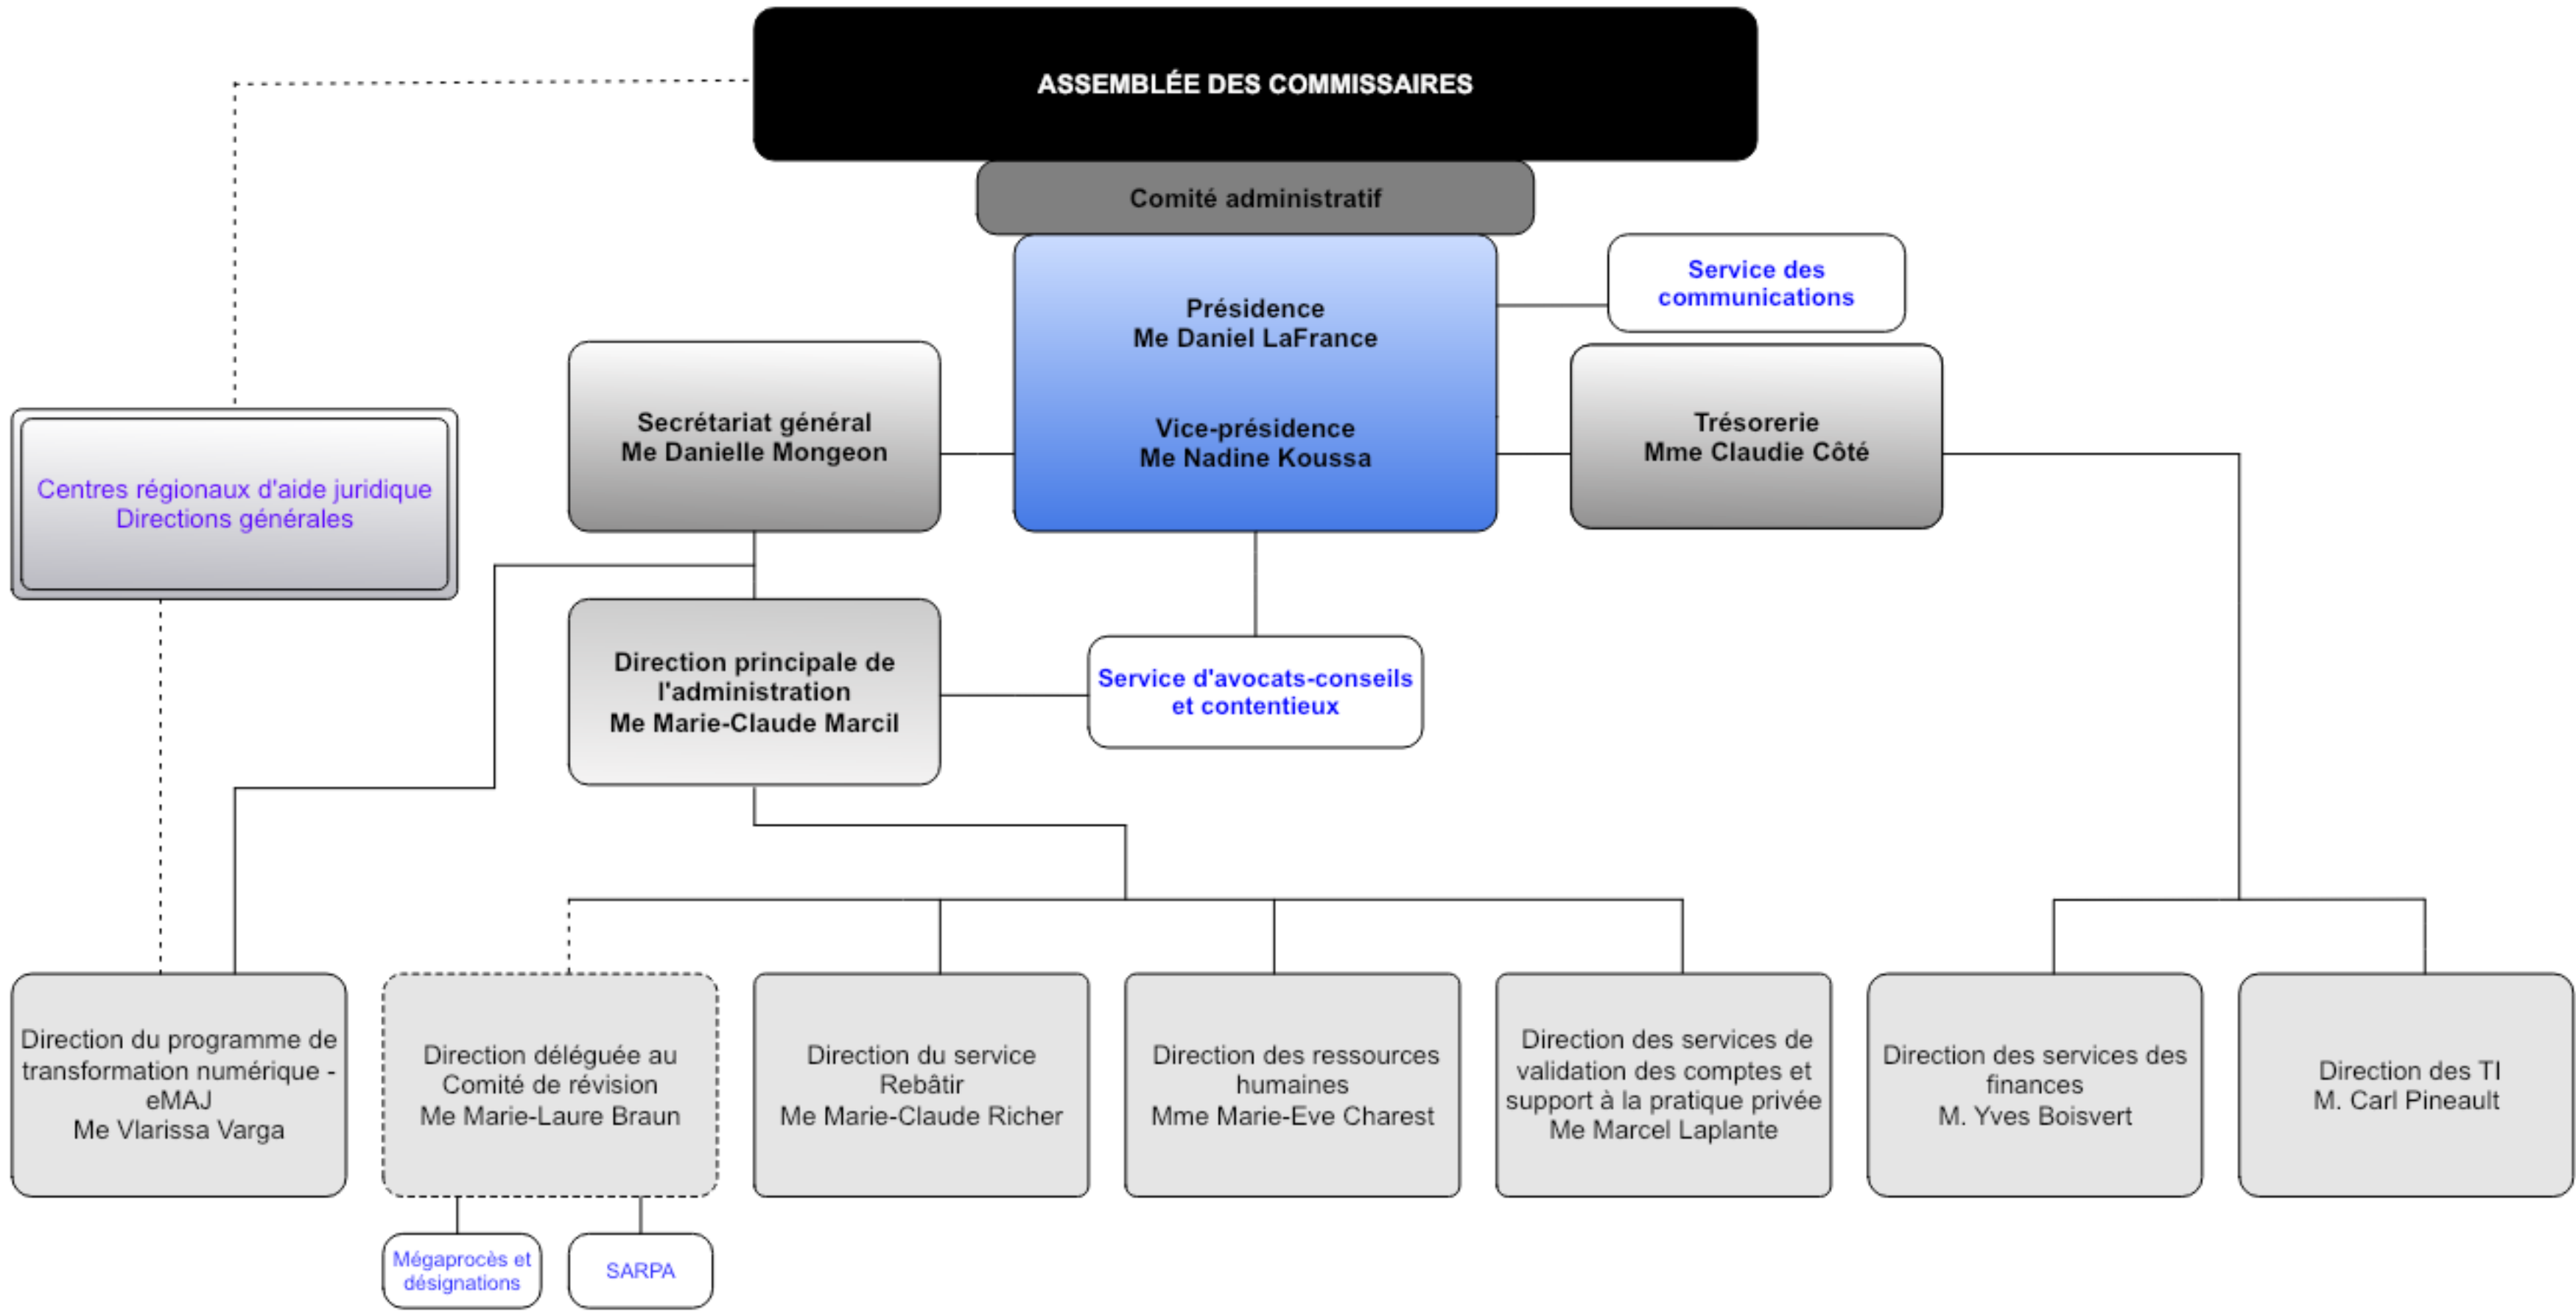 ASSEMBLÉE DES COMMISSAIRES
Comité administratif
Service des
communications
Présidence
Me Daniel LaFrance
Vice-présidence
Me Nadine Koussa
Secrétariat général
Me Danielle Mongeon
Trésorerie
Mme Claudie Côté
Centres régionaux d'aide juridique
Directions générales
Direction principale de
l'administration
Me Marie-Claude Marcil
Service d'avocats-conseils
et contentieux
Direction du programme de
transformation numérique -
eMAJ
Me Vlarissa Varga
Direction déléguée au
Comité de révision
Me Marie-Laure Braun
Direction du service
Rebâtir
Me Marie-Claude Richer
Direction des ressources
humaines
Mme Marie-Eve Charest
Direction des services de
validation des comptes et
support à la pratique privée
Me Marcel Laplante
Direction des services des
finances
M. Yves Boisvert
Direction des TI
M. Carl Pineault
Mégaprocès et
désignations
SARPA